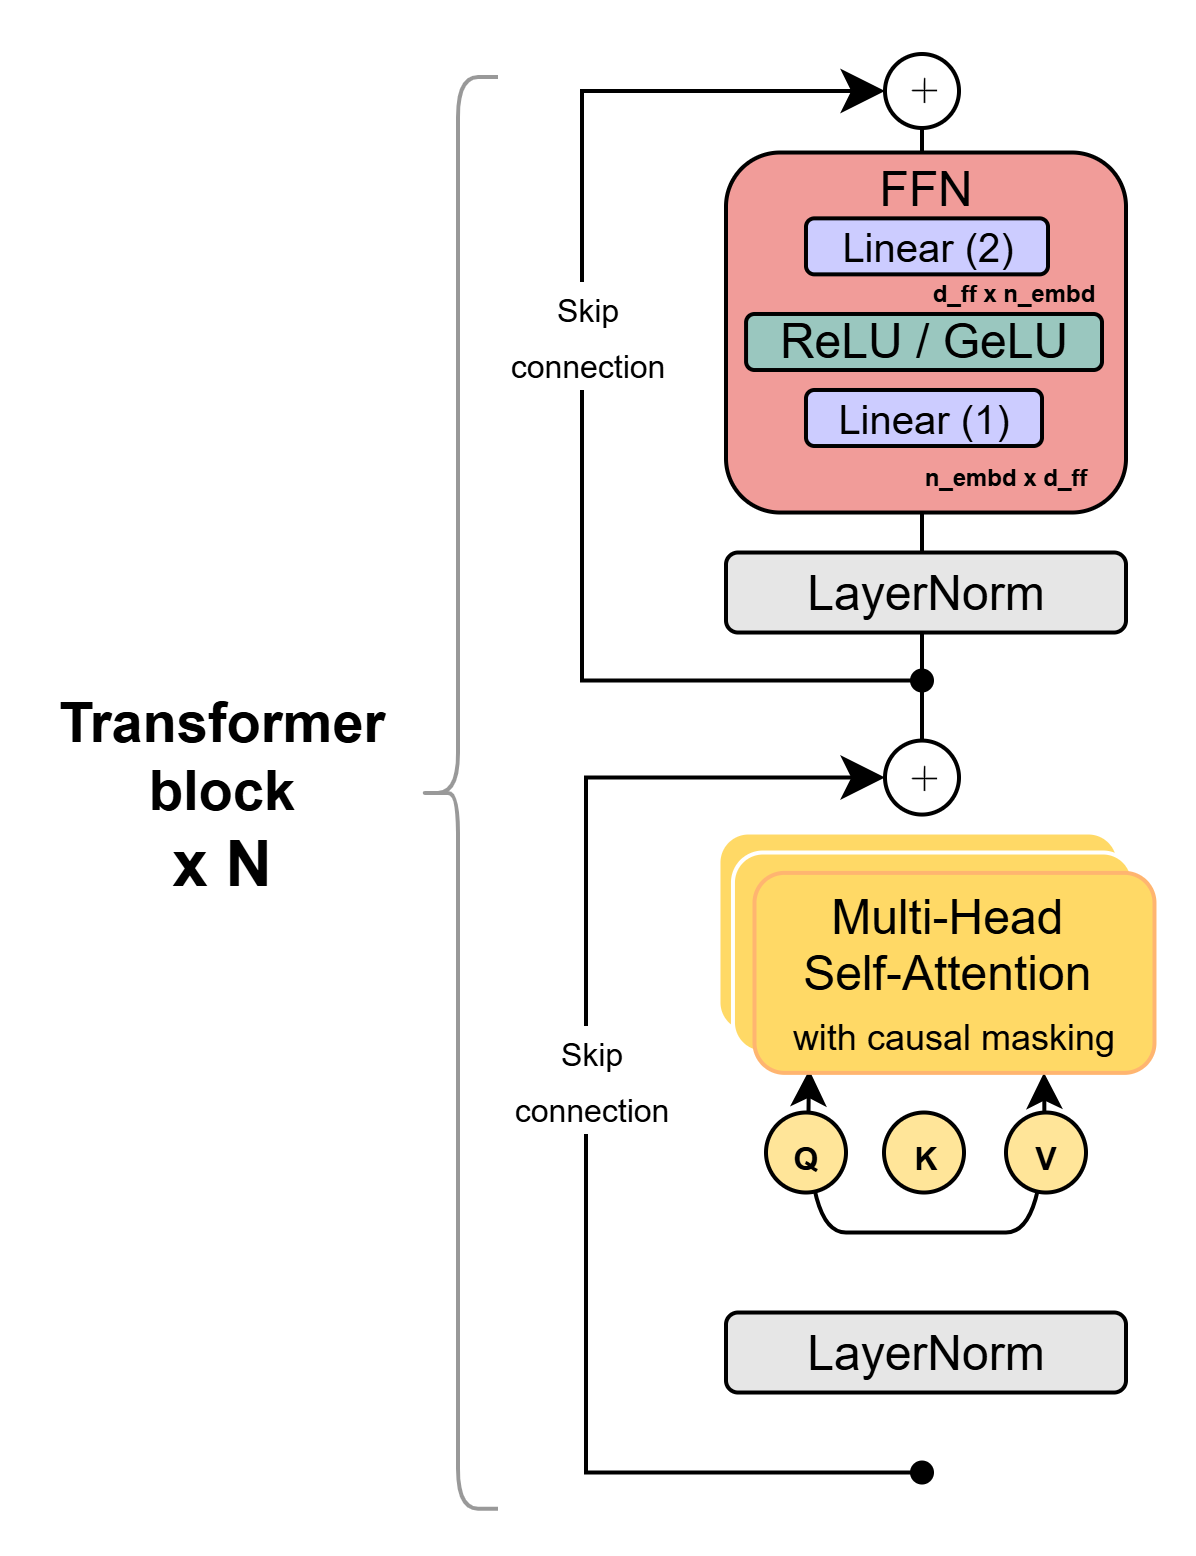 +
FFN
Linear (2)
d_ff x n_embd
ReLU / GeLU
Linear (1)
n_embd x d_ff
Skip
connection
LayerNorm
Transformer
block
x N
+
Multi-Head
Self-Attention
with causal masking
Skip
connection
Q K V
LayerNorm